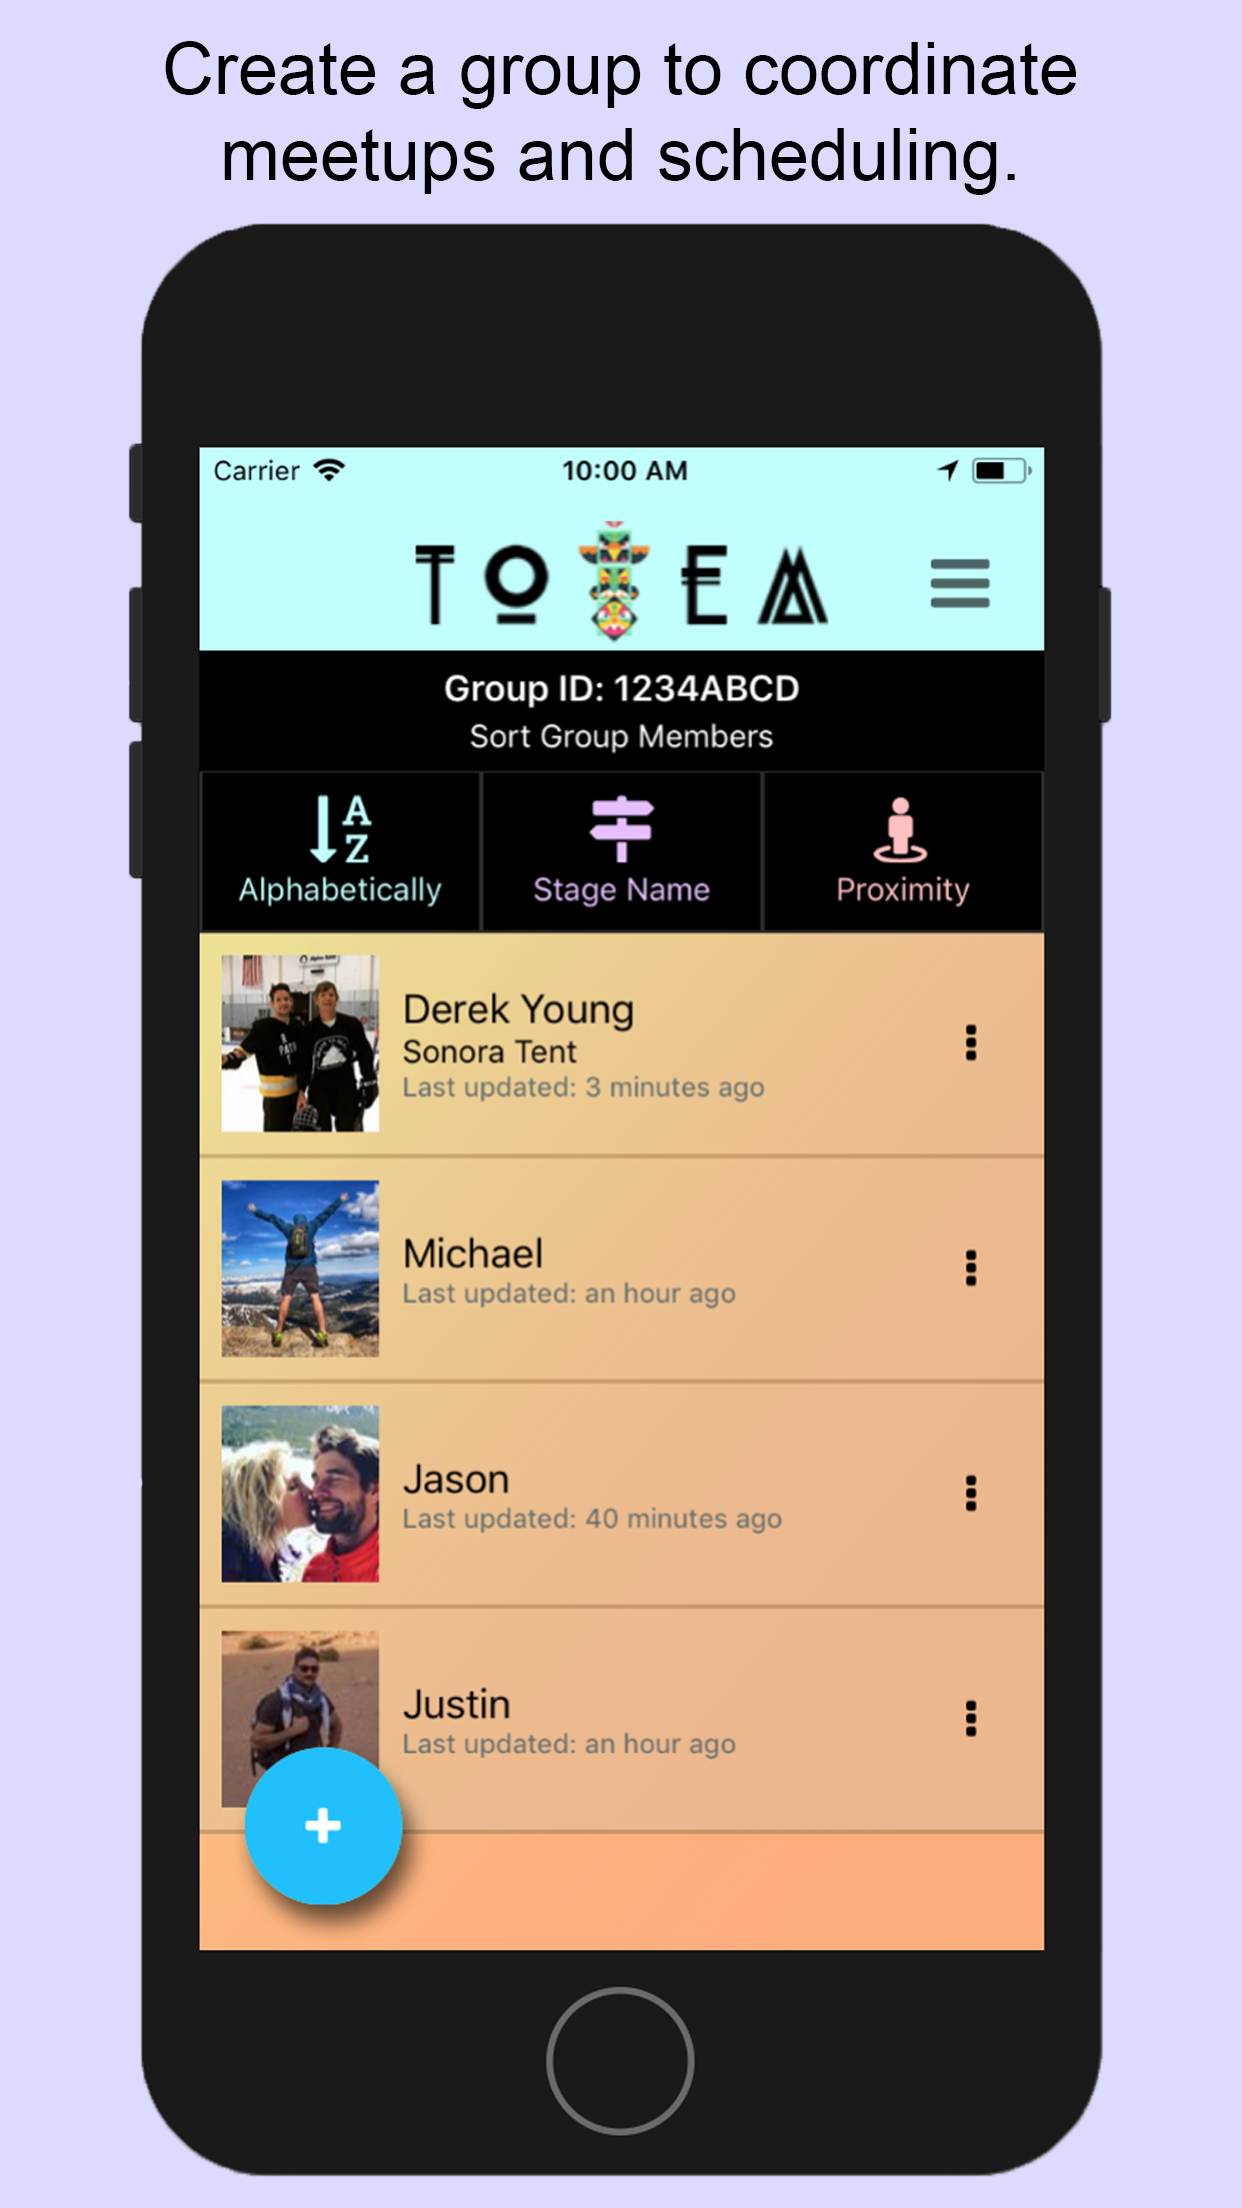 Create a group to coordinate
meetups and scheduling.
Carrier 10:00 AM
TOTEM
Group ID: 1234ABCD
Sort Group Members
A
Z
Alphabetically Stage Name Proximity
Derek Young
Sonora Tent
Last updated: 3 minutes ago
Michael
Last updated: an hour ago
Jason
Last updated: 40 minutes ago
Justin
Last updated: an hour ago